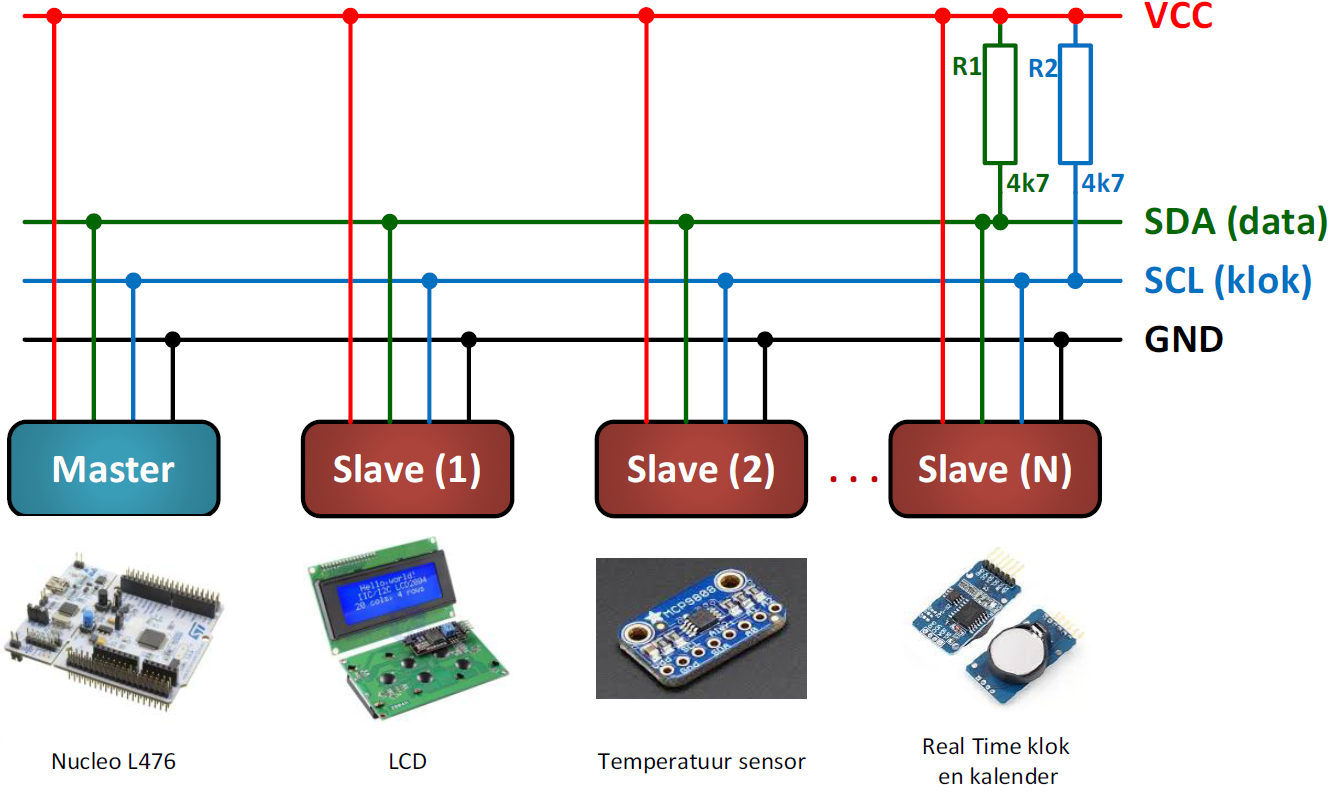 VCC
R1
R2
4k7
4k7
SDA (data)
SCL (klok)
GND
Master
Slave (1)
Slave (2)
. . .
Slave (N)
Hello,world!
IIC/I2C LCD2004
20 cols, 4 rows
MCP9808
Nucleo L476
LCD
Temperatuur sensor
Real Time klok
en kalender